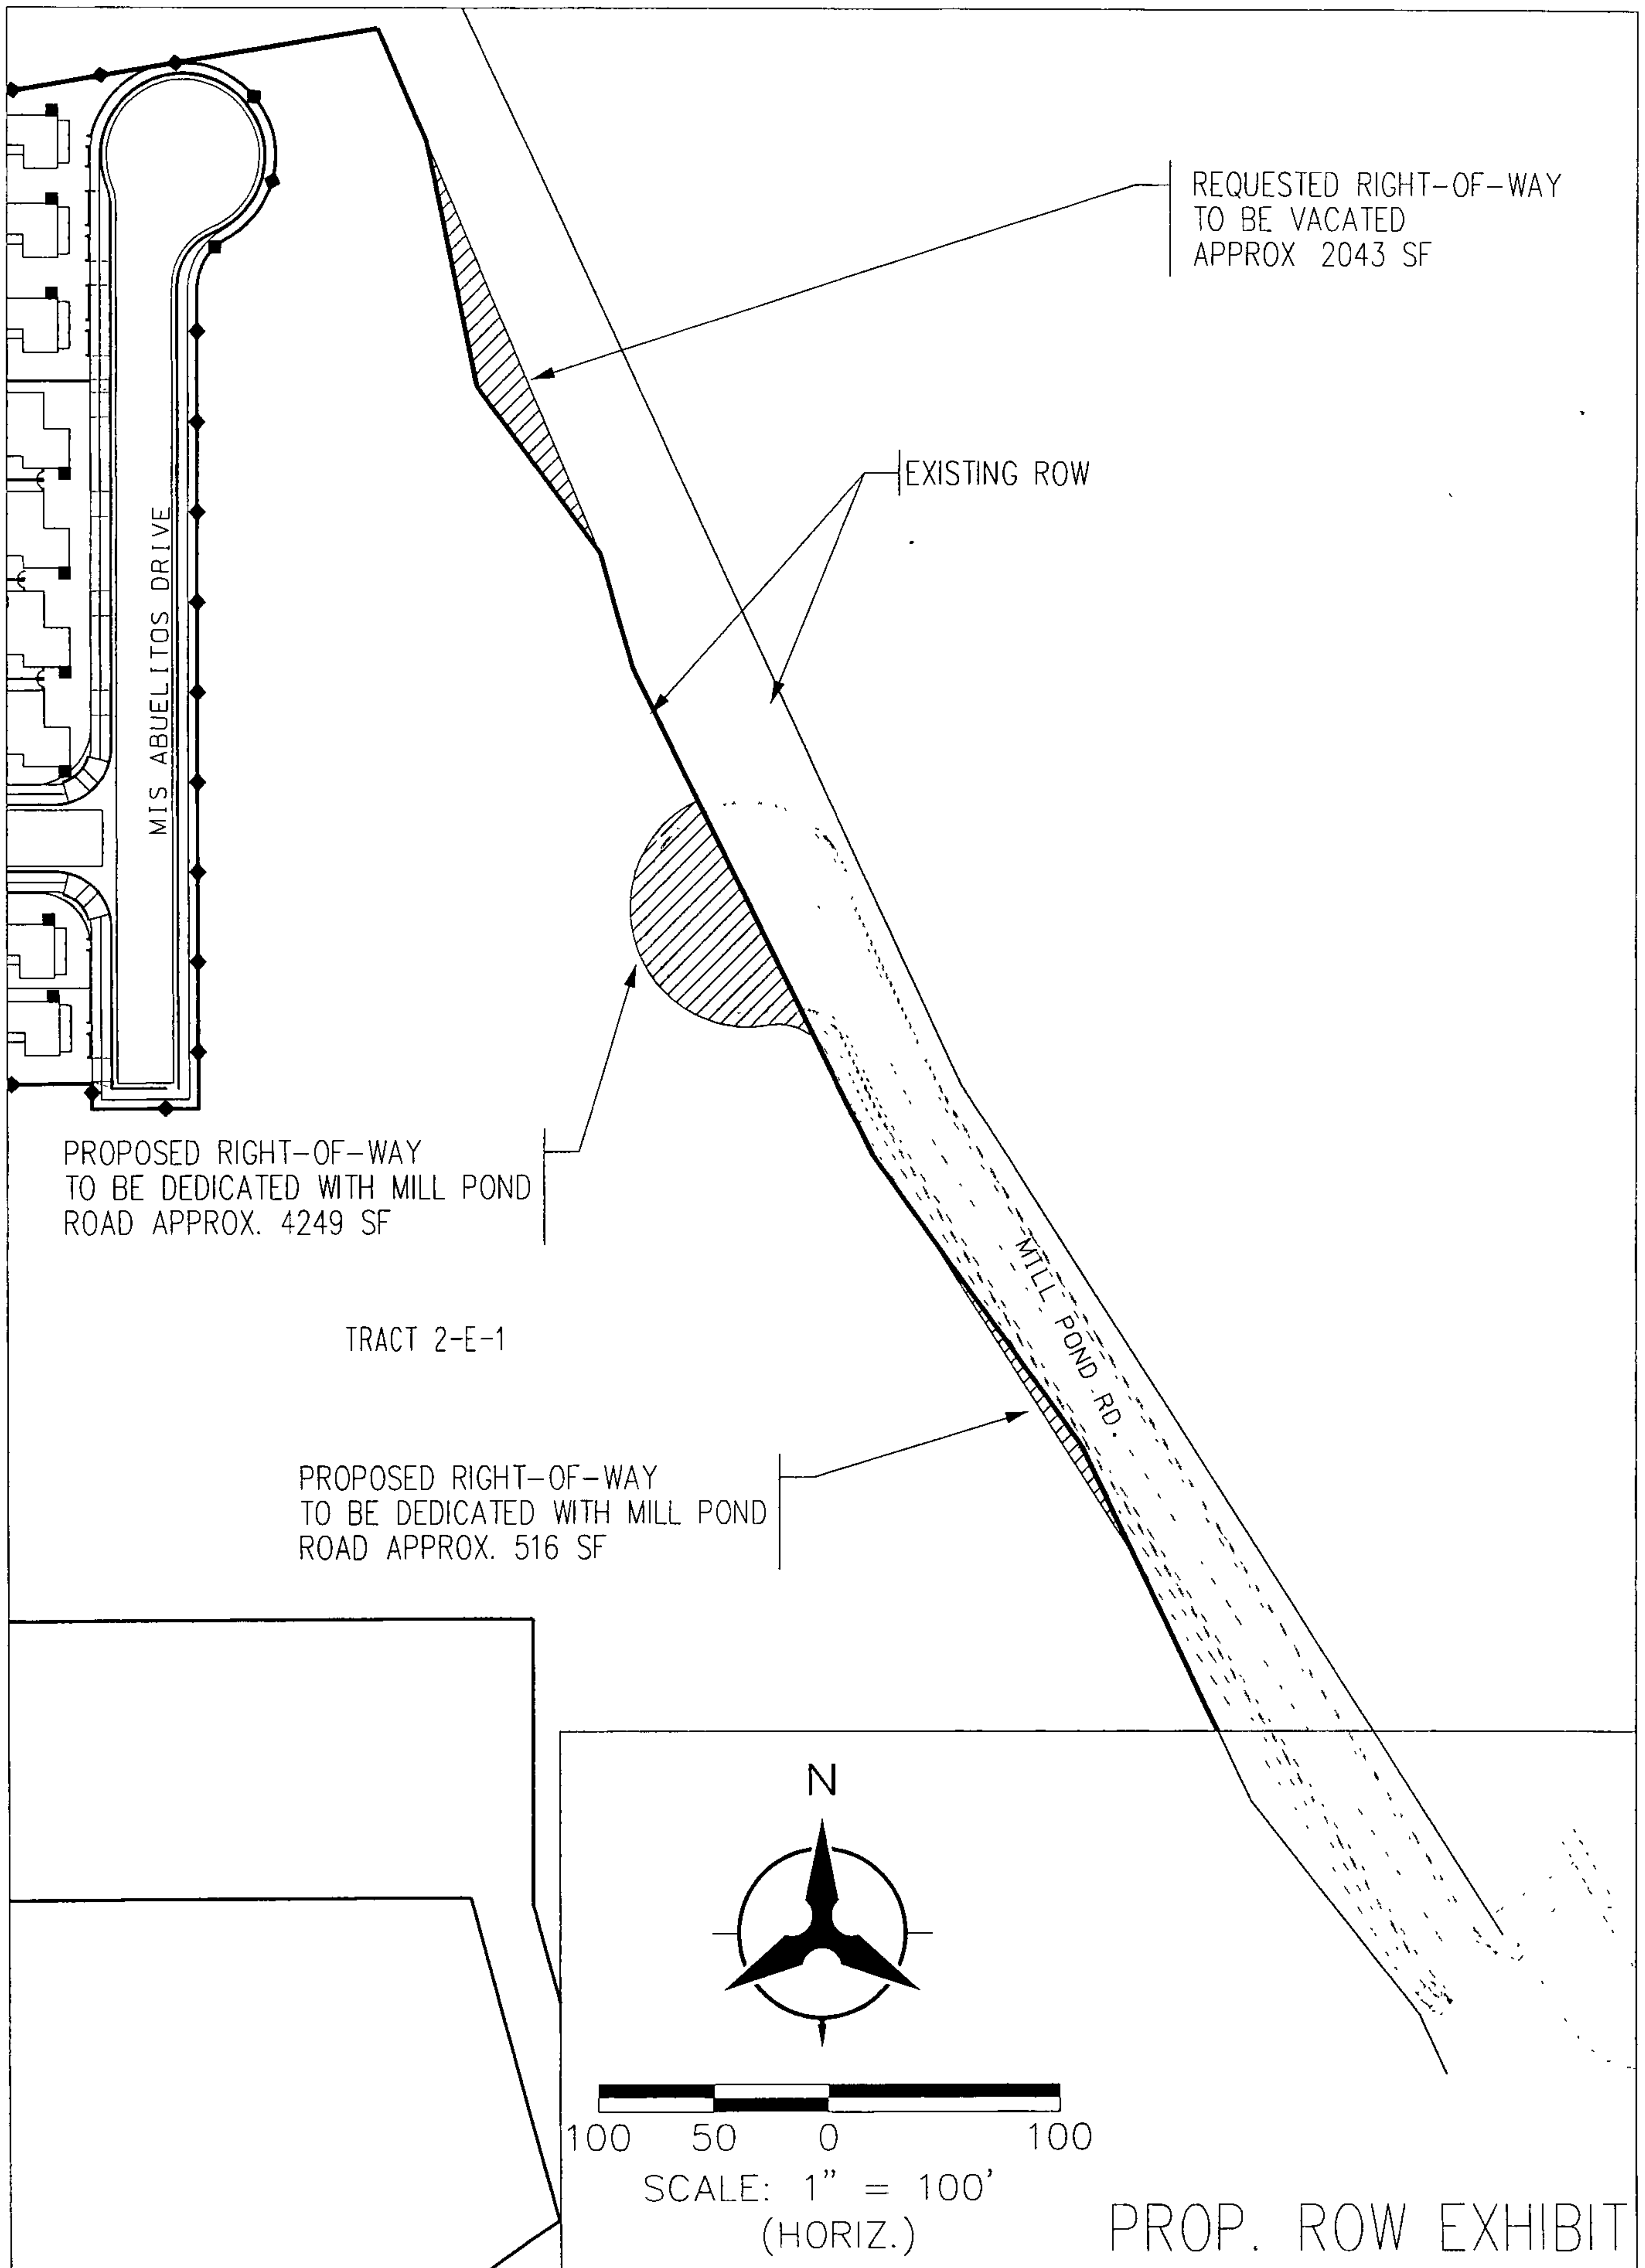 REQUESTED RIGHT-OF-WAY
TO BE VACATED
APPROX 2043 SF
EXISTING ROW
MIS ABUELITOS DRIVE
PROPOSED RIGHT-OF-WAY
TO BE DEDICATED WITH MILL POND
ROAD APPROX. 4249 SF
MILL POND RD.
TRACT 2-E-1
PROPOSED RIGHT-OF-WAY
TO BE DEDICATED WITH MILL POND
ROAD APPROX. 516 SF
N
100 50 0 100
SCALE: 1" = 100'
(HORIZ.)
PROP. ROW EXHIBIT